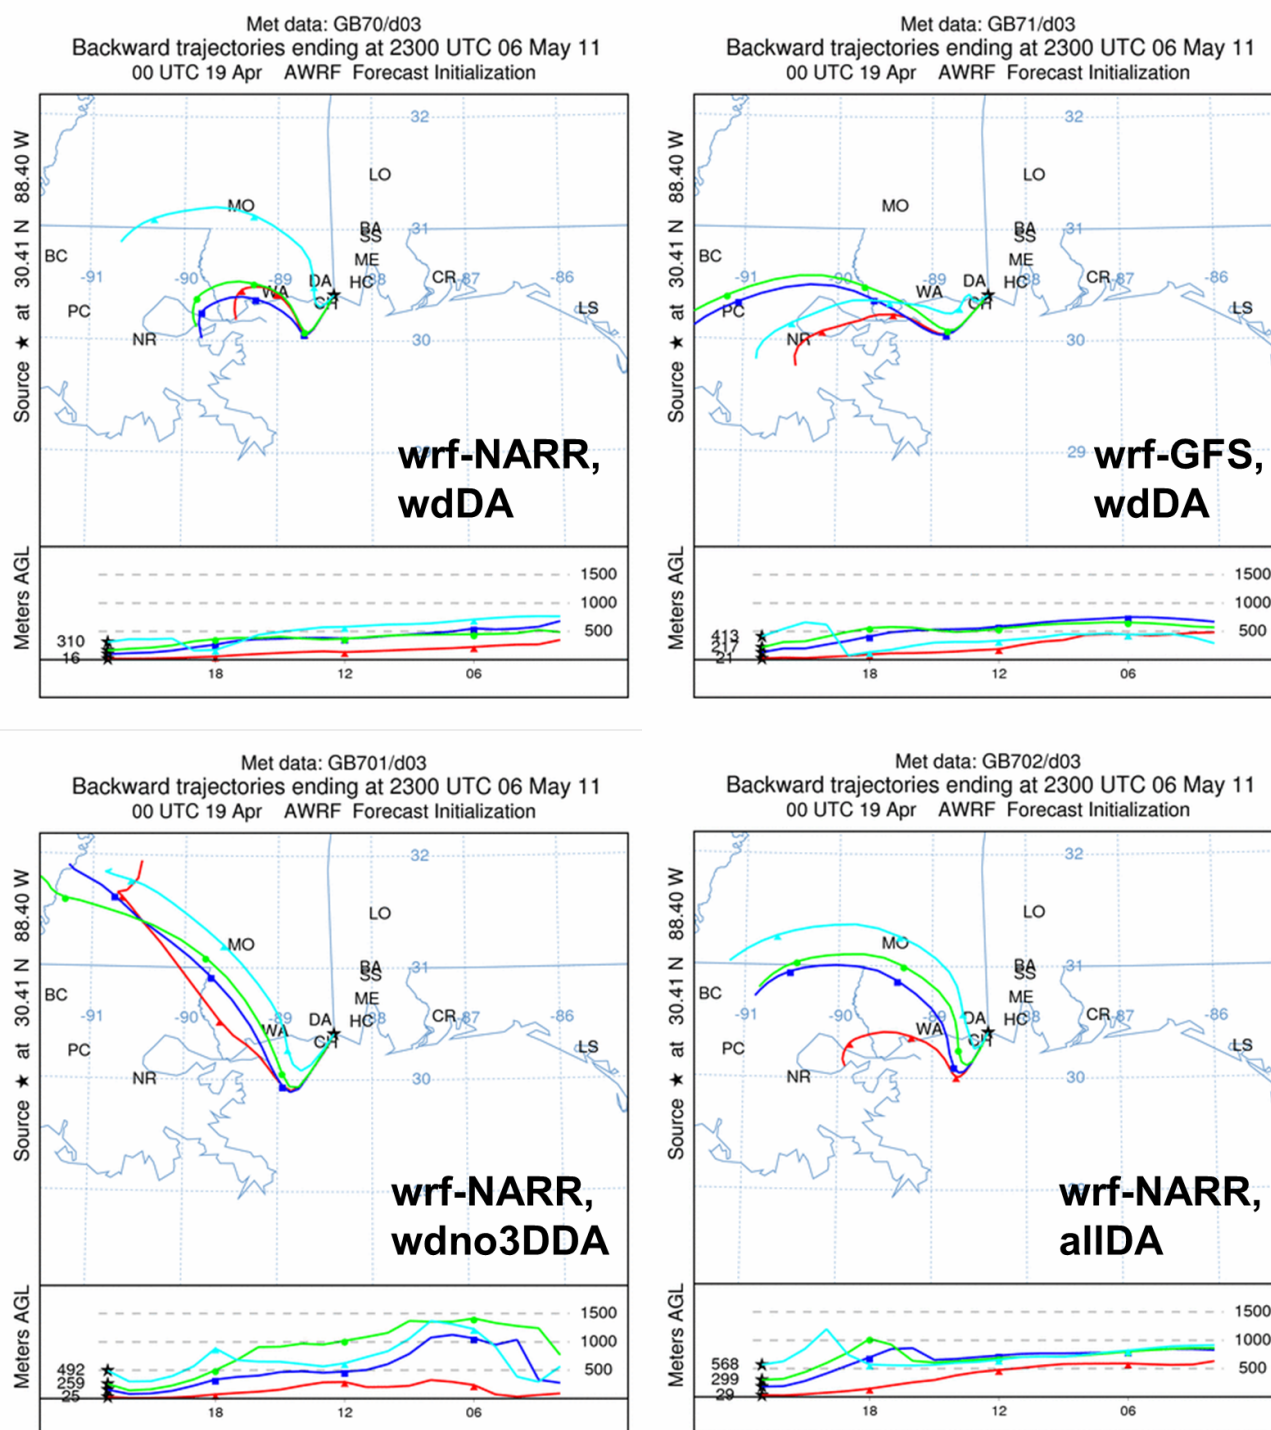 Met data: GB70/d03
Backward trajectories ending at 2300 UTC 06 May 11
00 UTC 19 Apr AWRF Forecast Initialization
Source ★ at 30.41 N 88.40 W
32
LO
MO
31
BA
SS
BC
ME
-91
-90
-89
DA
HC
-88
CR
-87
-86
WA
CH
PC
LS
NR
30
29
wrf-NARR,
wdDA
Meters AGL
1500
1000
500
310
16
18
12
06
Met data: GB71/d03
Backward trajectories ending at 2300 UTC 06 May 11
00 UTC 19 Apr AWRF Forecast Initialization
Source ★ at 30.41 N 88.40 W
32
LO
MO
31
BA
SS
BC
ME
-91
-90
-89
DA
HC
-88
CR
-87
-86
WA
CH
PC
LS
NR
30
29
wrf-GFS,
wdDA
Meters AGL
1500
1000
500
413
217
21
18
12
06
Met data: GB701/d03
Backward trajectories ending at 2300 UTC 06 May 11
00 UTC 19 Apr AWRF Forecast Initialization
Source ★ at 30.41 N 88.40 W
32
LO
MO
31
BA
SS
BC
ME
-91
-90
-89
DA
HC
-88
CR
-87
-86
WA
CH
PC
LS
NR
30
wrf-NARR,
wdno3DDA
Meters AGL
1500
1000
500
492
259
25
18
12
06
Met data: GB702/d03
Backward trajectories ending at 2300 UTC 06 May 11
00 UTC 19 Apr AWRF Forecast Initialization
Source ★ at 30.41 N 88.40 W
32
LO
MO
31
BA
SS
BC
ME
-91
-90
-89
DA
HC
-88
CR
-87
-86
WA
CH
PC
LS
NR
30
wrf-NARR,
allDA
Meters AGL
1500
1000
500
568
299
29
18
12
06